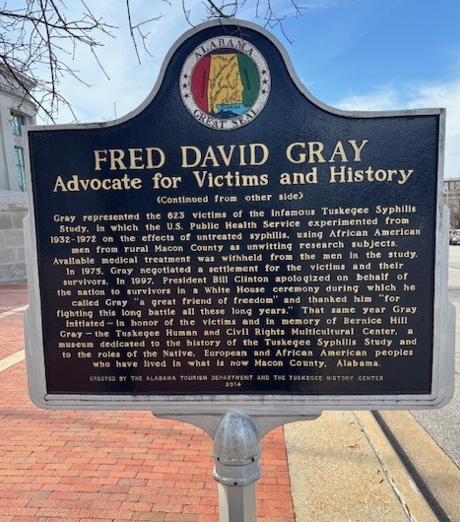 ALABAMA
GREAT SEAL
FRED DAVID GRAY
Advocate for Victims and History
(Continued from other side)
Gray represented the 623 victims of the infamous Tuskegee Syphilis
Study, in which the U.S. Public Health Service experimented from
1932-1972 on the effects of untreated syphilis, using African American
men from rural Macon County as unwitting research subjects.
Available medical treatment was withheld from the men in the study.
In 1975, Gray negotiated a settlement for the victims and their
survivors. In 1997, President Bill Clinton apologized on behalf of
the nation to survivors in a White House ceremony during which he
called Gray "a great friend of freedom" and thanked him "for
fighting this long battle all these long years." That same year Gray
initiated — in honor of the victims and in memory of Bernice Hill
Gray — the Tuskegee Human and Civil Rights Multicultural Center, a
museum dedicated to the history of the Tuskegee Syphilis Study and
to the roles of the Native, European and African American peoples
who have lived in what is now Macon County, Alabama.
ERECTED BY THE ALABAMA TOURISM DEPARTMENT AND THE TUSKEGEE HISTORY CENTER
2014